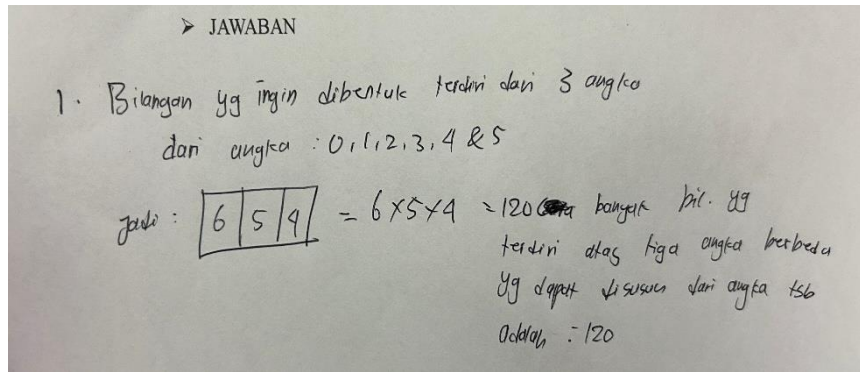 ➤ JAWABAN
1. Bilangan yg ingin dibentuk terdiri dari 3 angka
dari angka : 0, 1, 2, 3, 4 & 5
Jadi : 6 5 4 = 6 x 5 x 4 = 120 banyak bil. yg
terdiri atas tiga angka berbeda
yg dapat disusun dari angka tsb
adalah : 120